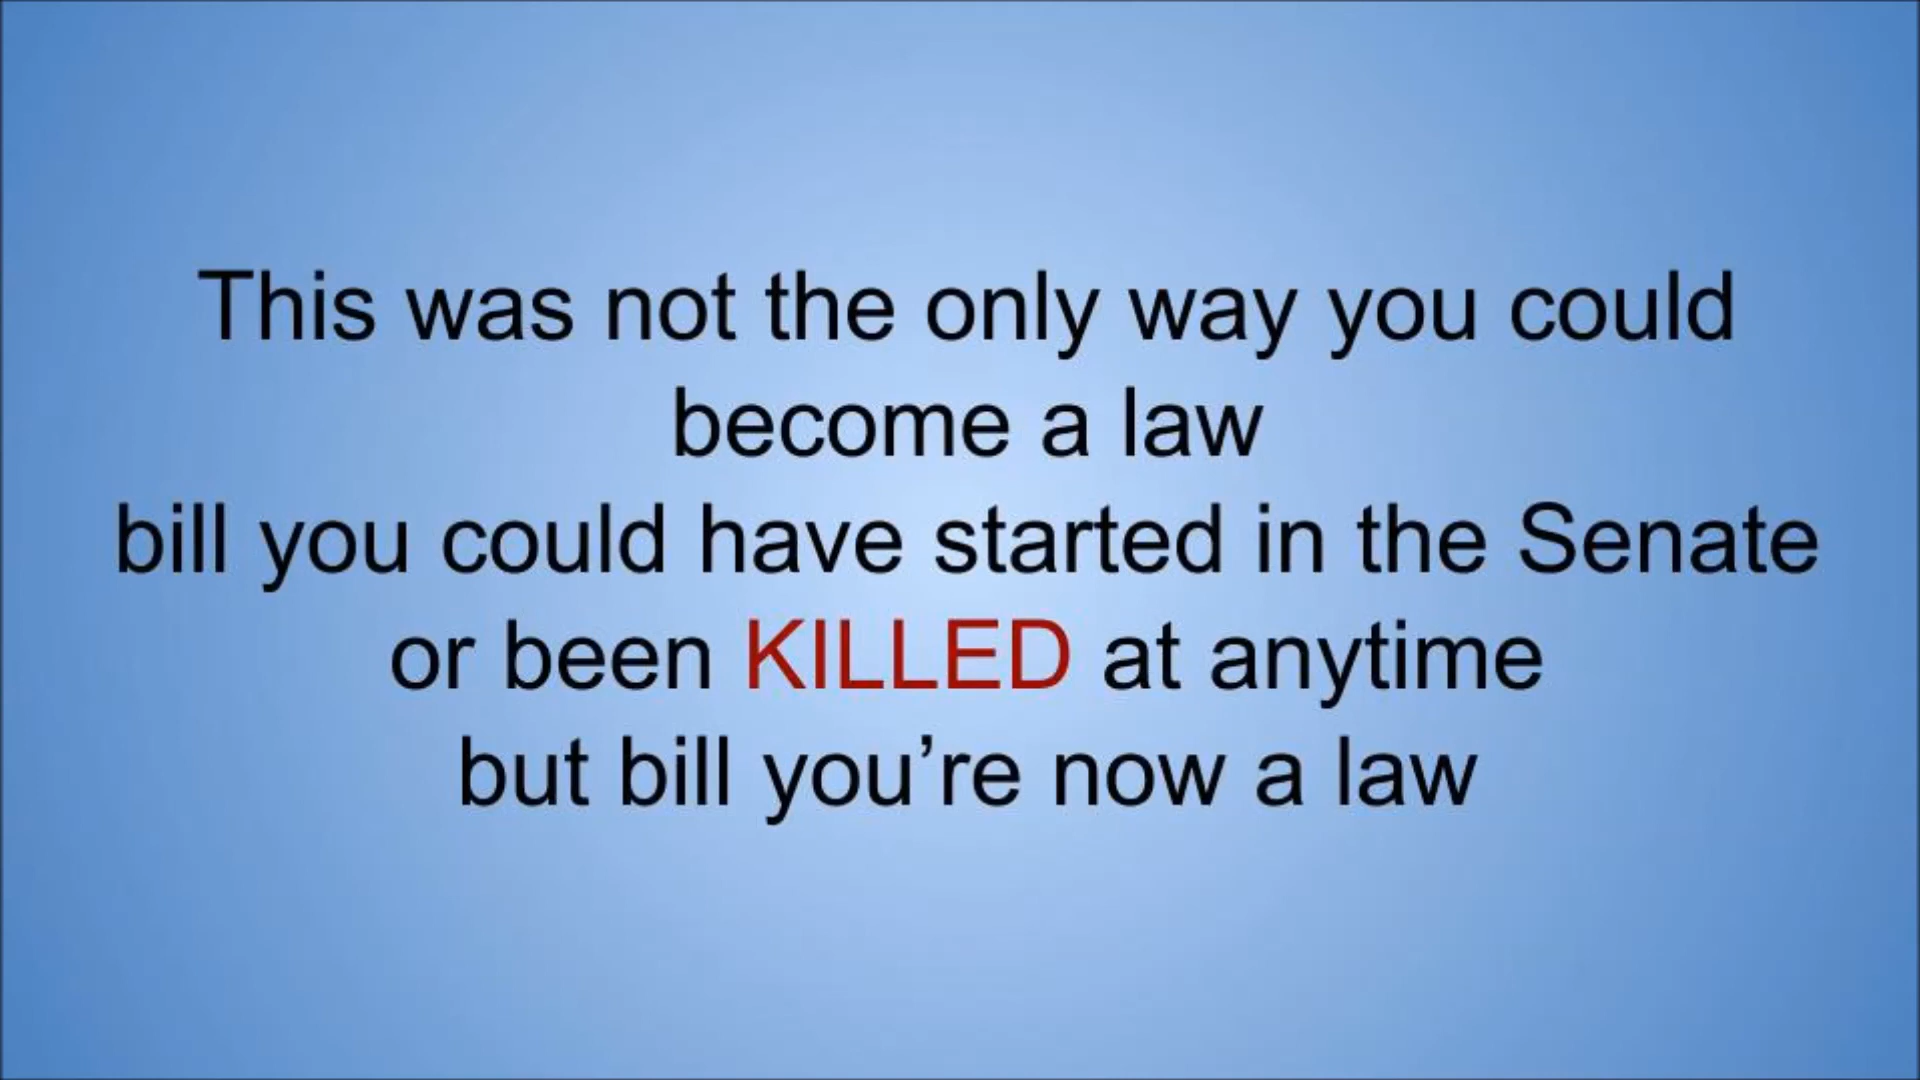 This was not the only way you could
become a law
bill you could have started in the Senate
or been KILLED at anytime
but bill you’re now a law